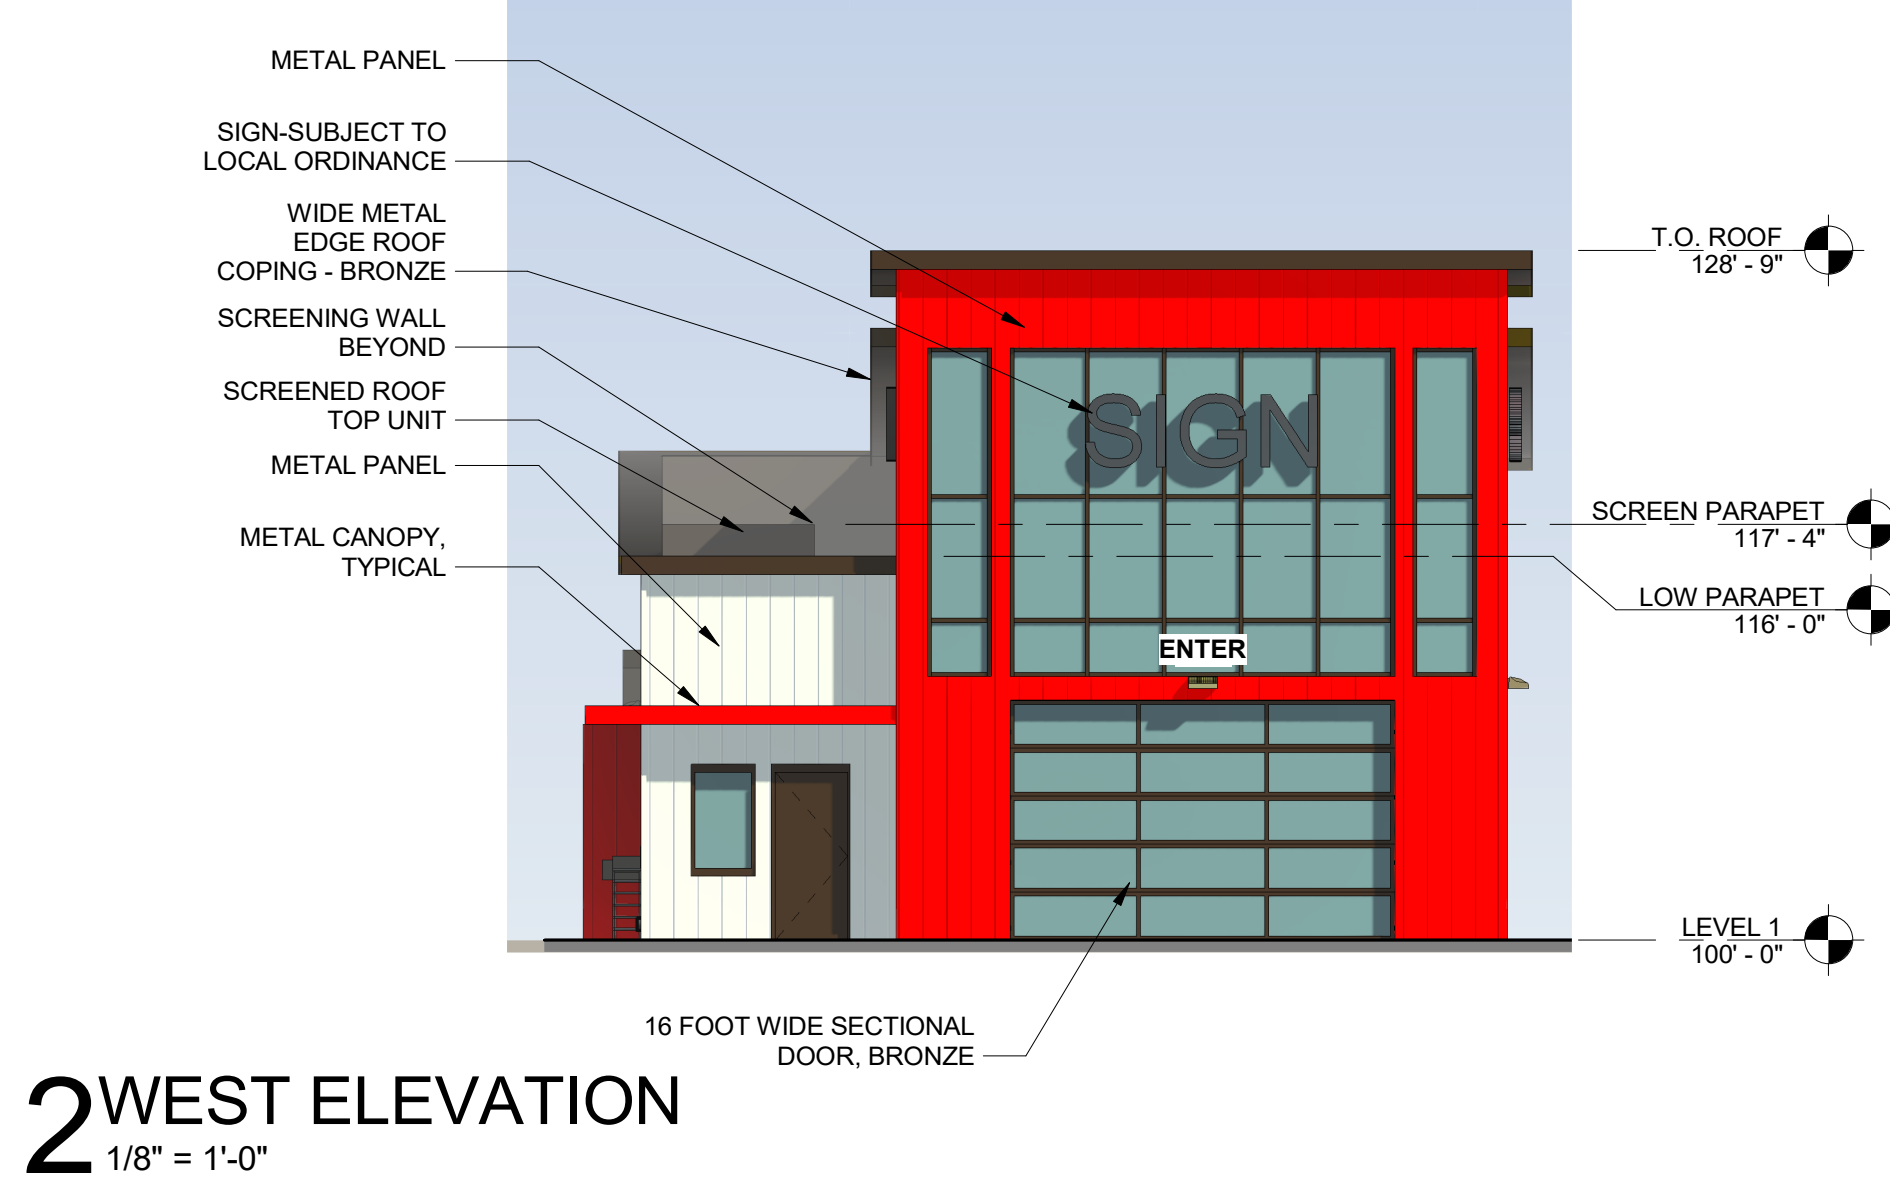 METAL PANEL
SIGN-SUBJECT TO
LOCAL ORDINANCE
WIDE METAL
EDGE ROOF
COPING - BRONZE
SCREENING WALL
BEYOND
SCREENED ROOF
TOP UNIT
METAL PANEL
METAL CANOPY,
TYPICAL
SIGN
ENTER
T.O. ROOF
128' - 9"
SCREEN PARAPET
117' - 4"
LOW PARAPET
116' - 0"
LEVEL 1
100' - 0"
16 FOOT WIDE SECTIONAL
DOOR, BRONZE
2 WEST ELEVATION
1/8" = 1'-0"